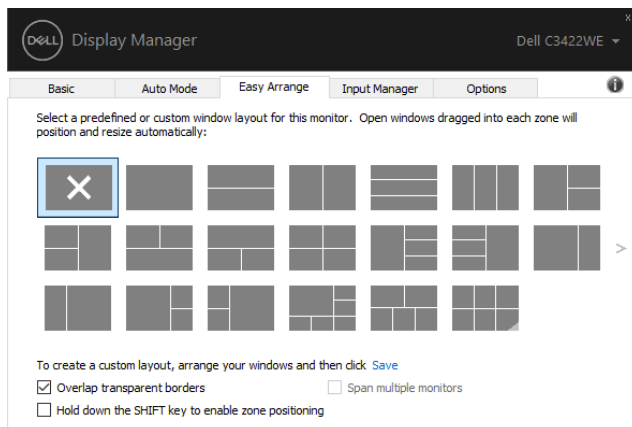 DELL Display Manager Dell C3422WE
Basic Auto Mode Easy Arrange Input Manager Options
Select a predefined or custom window layout for this monitor. Open windows dragged into each zone will
position and resize automatically:
To create a custom layout, arrange your windows and then click Save
Overlap transparent borders Span multiple monitors
Hold down the SHIFT key to enable zone positioning